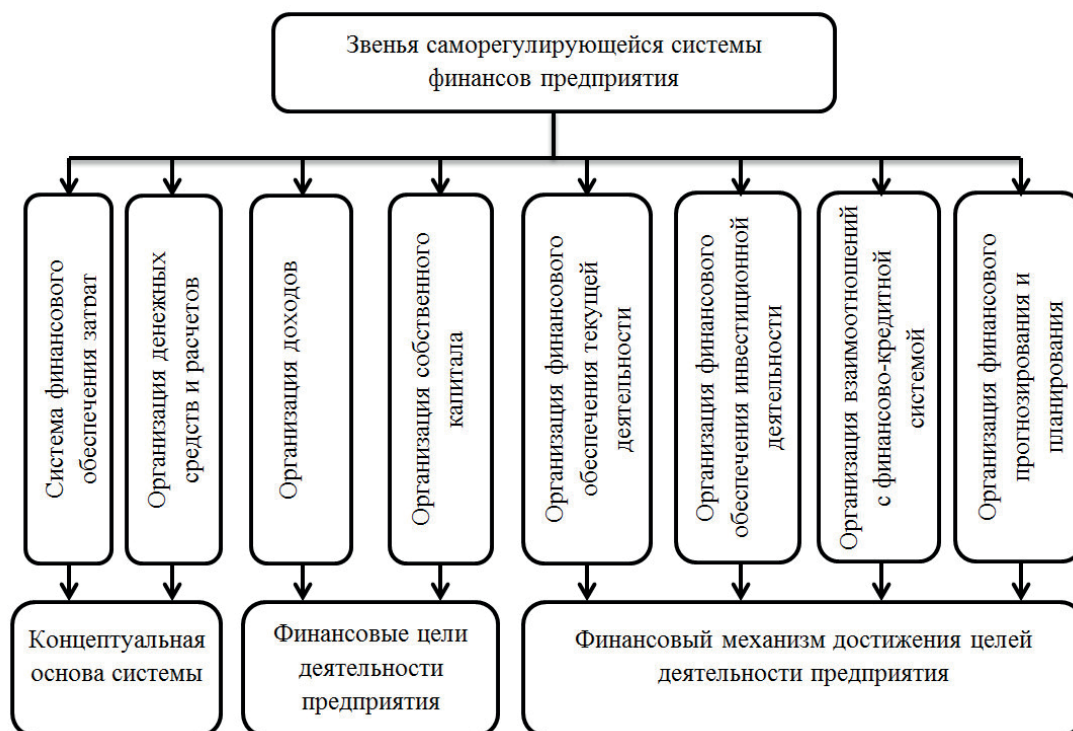 Звенья саморегулирующейся системы
финансов предприятия
Система финансового
обеспечения затрат
Организация денежных
средств и расчетов
Организация доходов
Организация собственного
капитала
Организация финансового
обеспечения текущей
деятельности
Организация финансового
обеспечения инвестиционной
деятельности
Организация взаимоотношений
с финансово-кредитной
системой
Организация финансового
прогнозирования и
планирования
Концептуальная
основа системы
Финансовые цели
деятельности
предприятия
Финансовый механизм достижения целей
деятельности предприятия